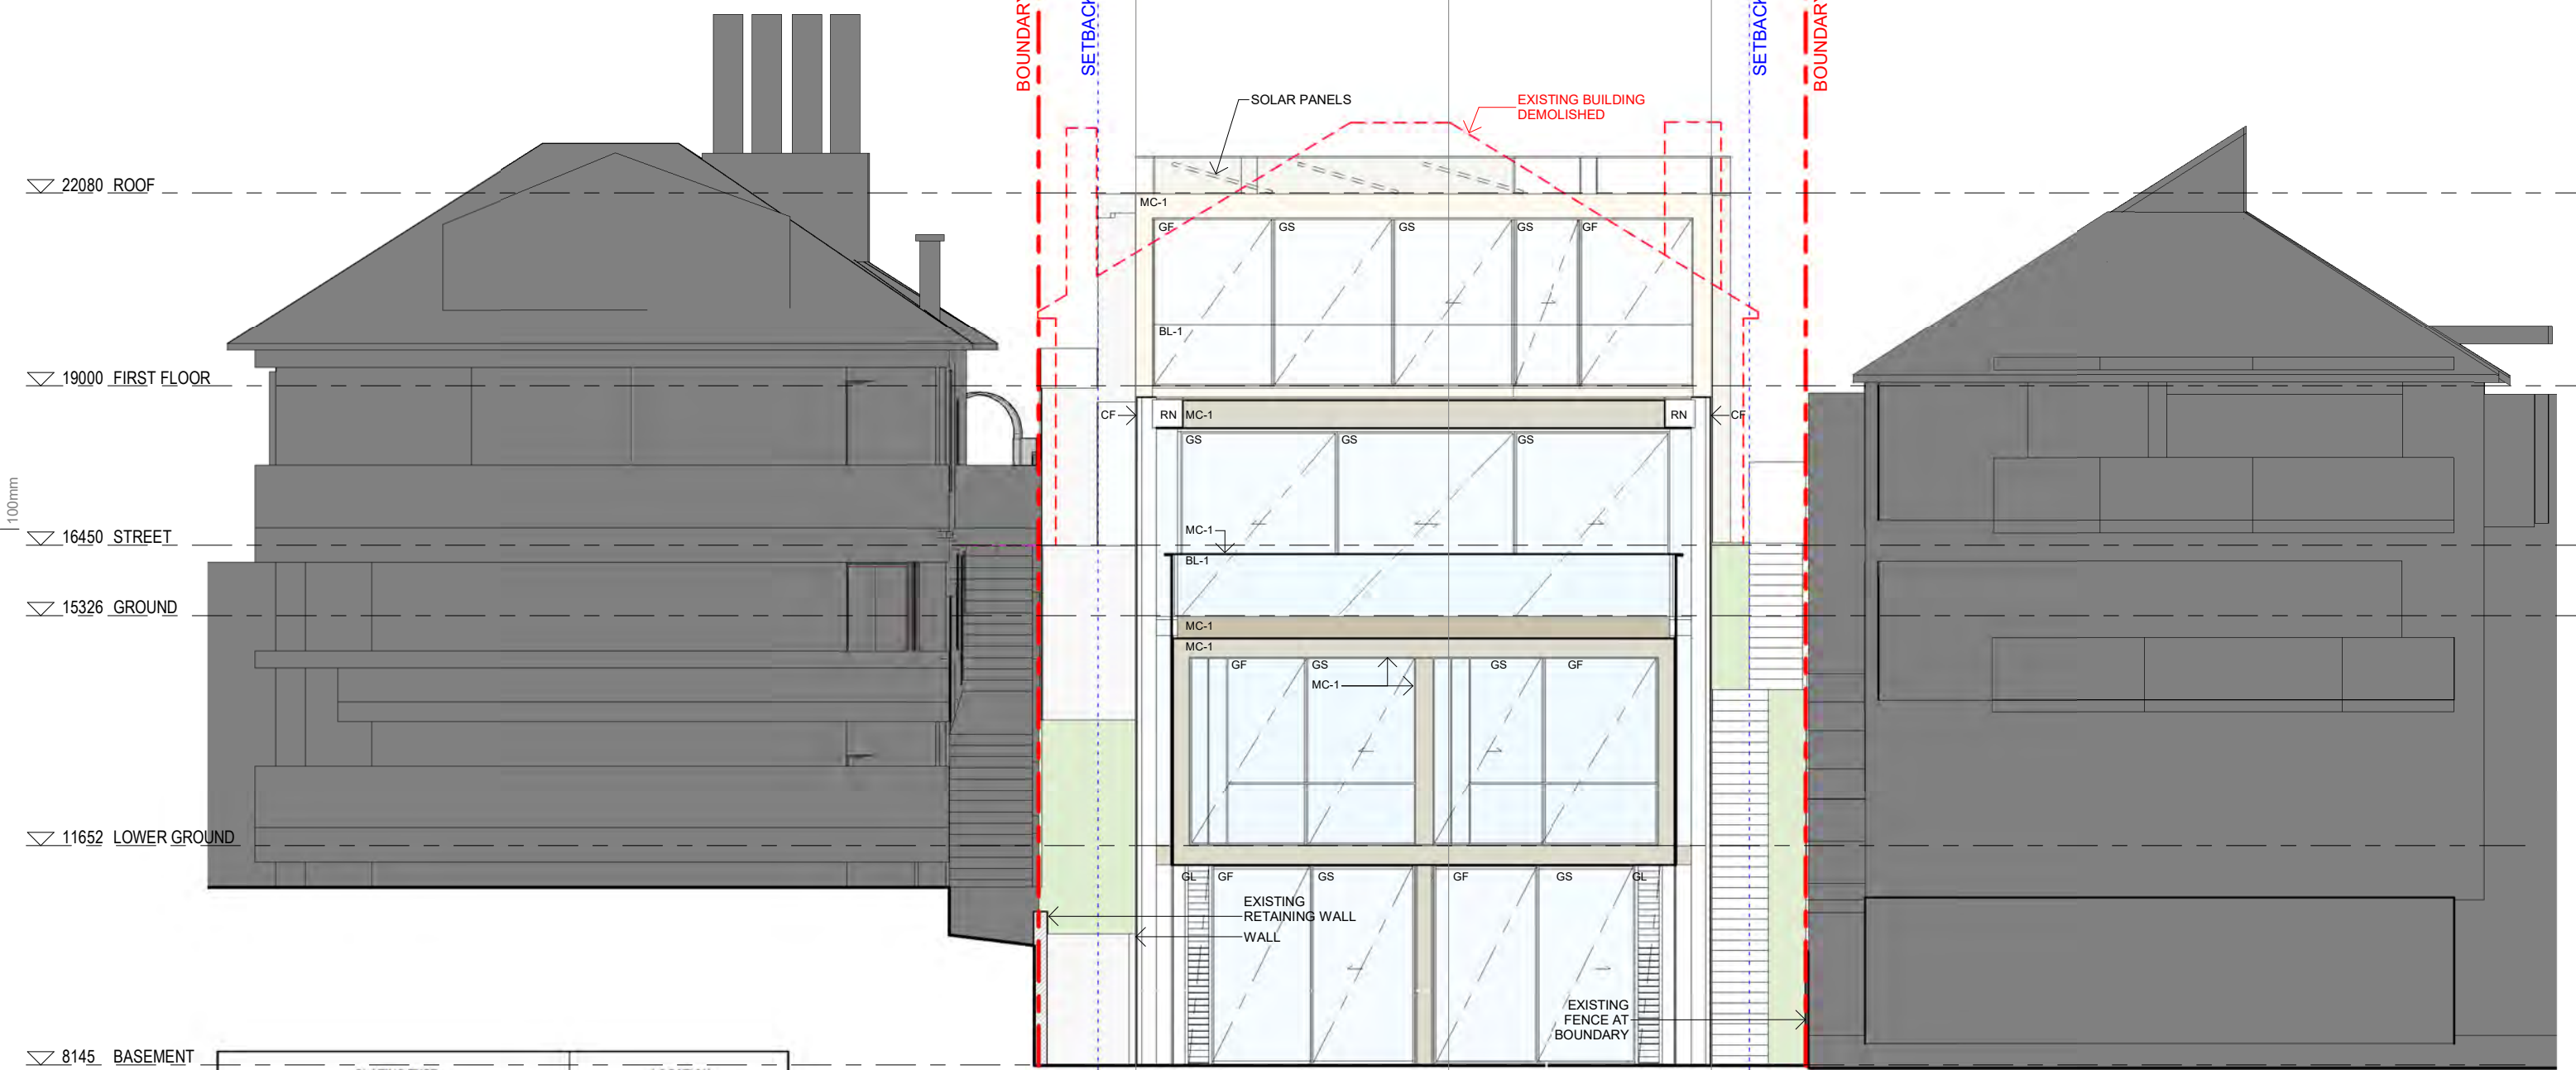 BOUNDARY
SETBACK
SETBACK
BOUNDARY
SOLAR PANELS
EXISTING BUILDING
DEMOLISHED
22080 ROOF
MC-1
GF
GS
GS
GS
GF
BL-1
19000 FIRST FLOOR
CF
RN
MC-1
RN
CF
GS
GS
GS
100mm
MC-1
16450 STREET
BL-1
15326 GROUND
MC-1
MC-1
GF
GS
GS
GF
MC-1
11652 LOWER GROUND
GL
GF
GS
GF
GS
GL
EXISTING
RETAINING WALL
WALL
EXISTING
FENCE AT
BOUNDARY
8145 BASEMENT